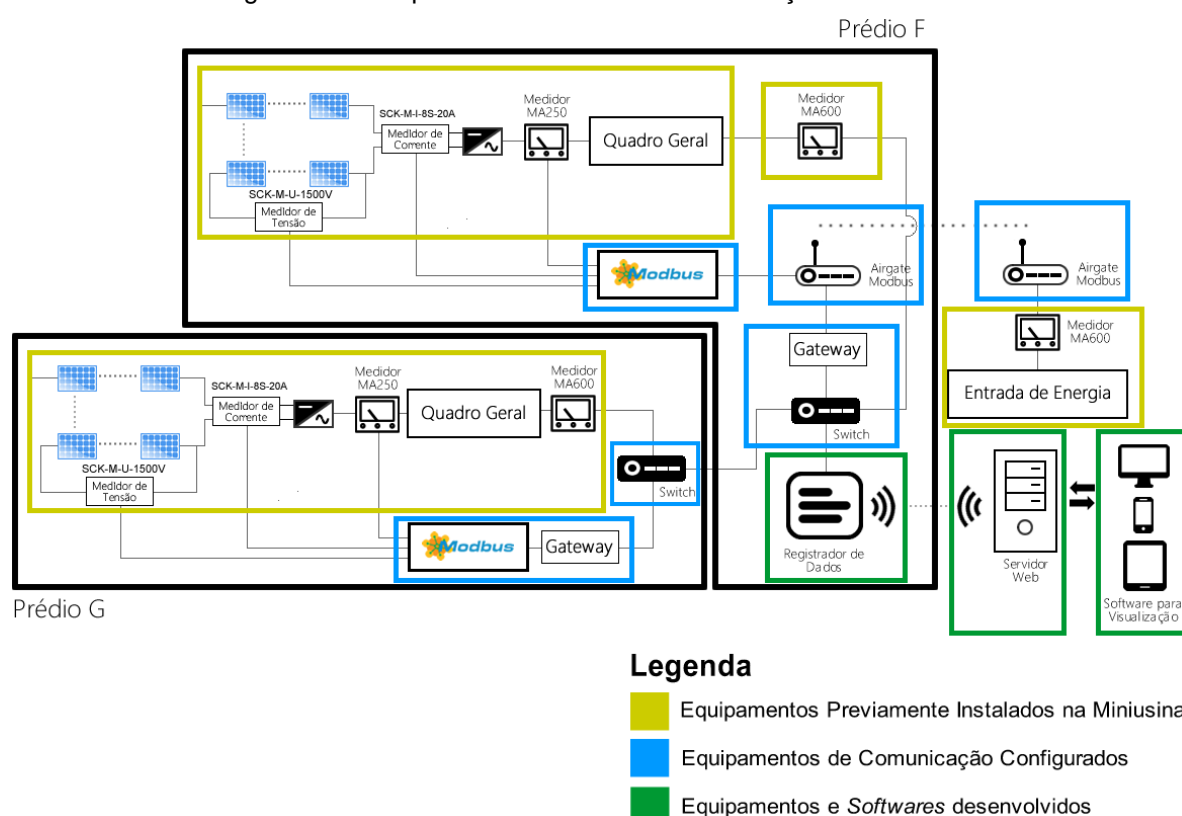 Prédio F
SCK-M-I-8S-20A
Medidor de
Corrente
Medidor
MA250
Quadro Geral
Medidor
MA600
SCK-M-U-1500V
Medidor de
Tensão
Modbus
Airgate
Modbus
Airgate
Modbus
Medidor
MA600
Entrada de Energia
Gateway
Switch
SCK-M-I-8S-20A
Medidor de
Corrente
Medidor
MA250
Quadro Geral
Medidor
MA600
SCK-M-U-1500V
Medidor de
Tensão
Switch
Modbus
Gateway
Registrador de
Dados
Servidor
Web
Software para
Visualização
Prédio G
Legenda
Equipamentos Previamente Instalados na Miniusina
Equipamentos de Comunicação Configurados
Equipamentos e Softwares desenvolvidos